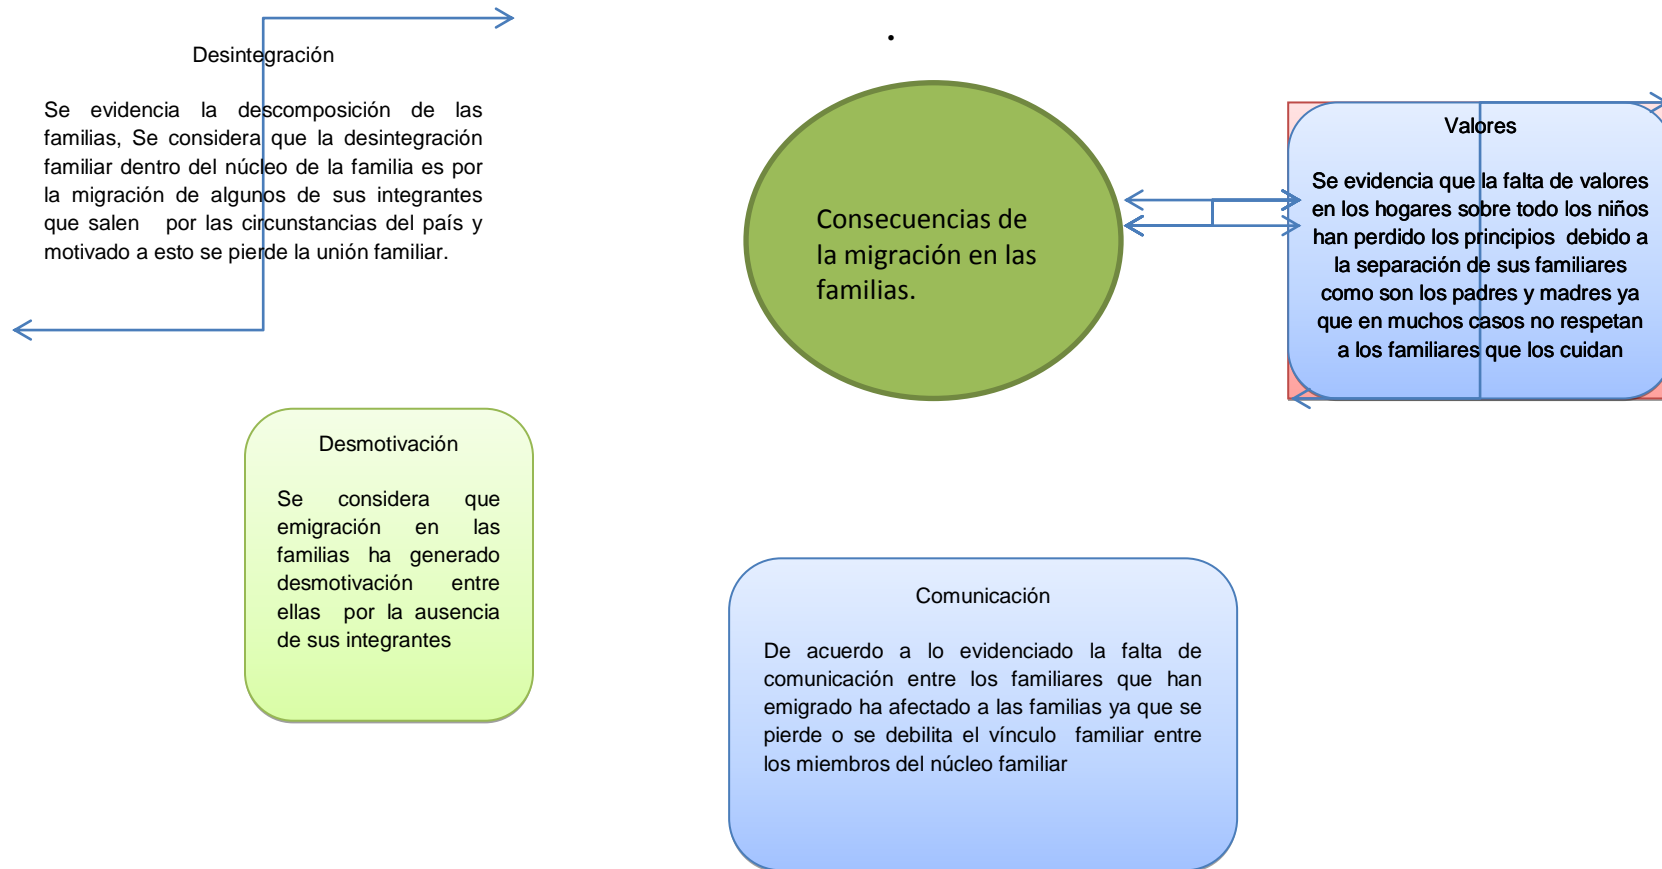 Desintegración
Se evidencia la descomposición de las
familias, Se considera que la desintegración
familiar dentro del núcleo de la familia es por
la migración de algunos de sus integrantes
que salen por las circunstancias del país y
motivado a esto se pierde la unión familiar.
.
Consecuencias de
la migración en las
familias.
Valores
Se evidencia que la falta de valores
en los hogares sobre todo los niños
han perdido los principios debido a
la separación de sus familiares
como son los padres y madres ya
que en muchos casos no respetan
a los familiares que los cuidan
Desmotivación
Se considera que
emigración en las
familias ha generado
desmotivación entre
ellas por la ausencia
de sus integrantes
Comunicación
De acuerdo a lo evidenciado la falta de
comunicación entre los familiares que han
emigrado ha afectado a las familias ya que se
pierde o se debilita el vínculo familiar entre
los miembros del núcleo familiar